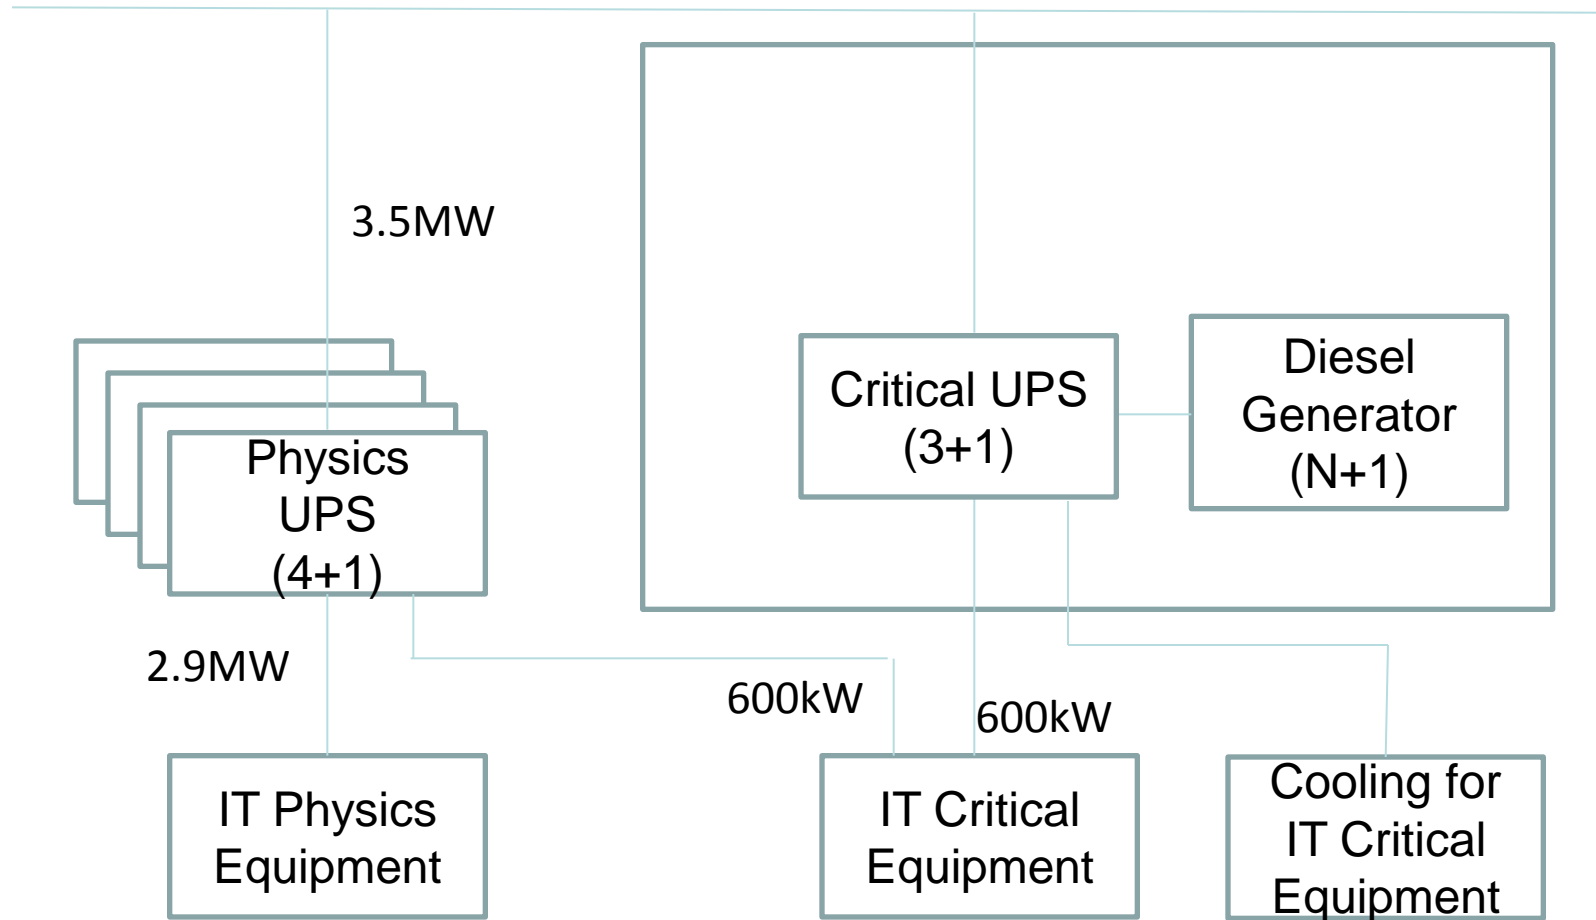 3.5MW
Physics
UPS
(4+1)
Critical UPS
(3+1)
Diesel
Generator
(N+1)
2.9MW
600kW
600kW
IT Physics
Equipment
IT Critical
Equipment
Cooling for
IT Critical
Equipment